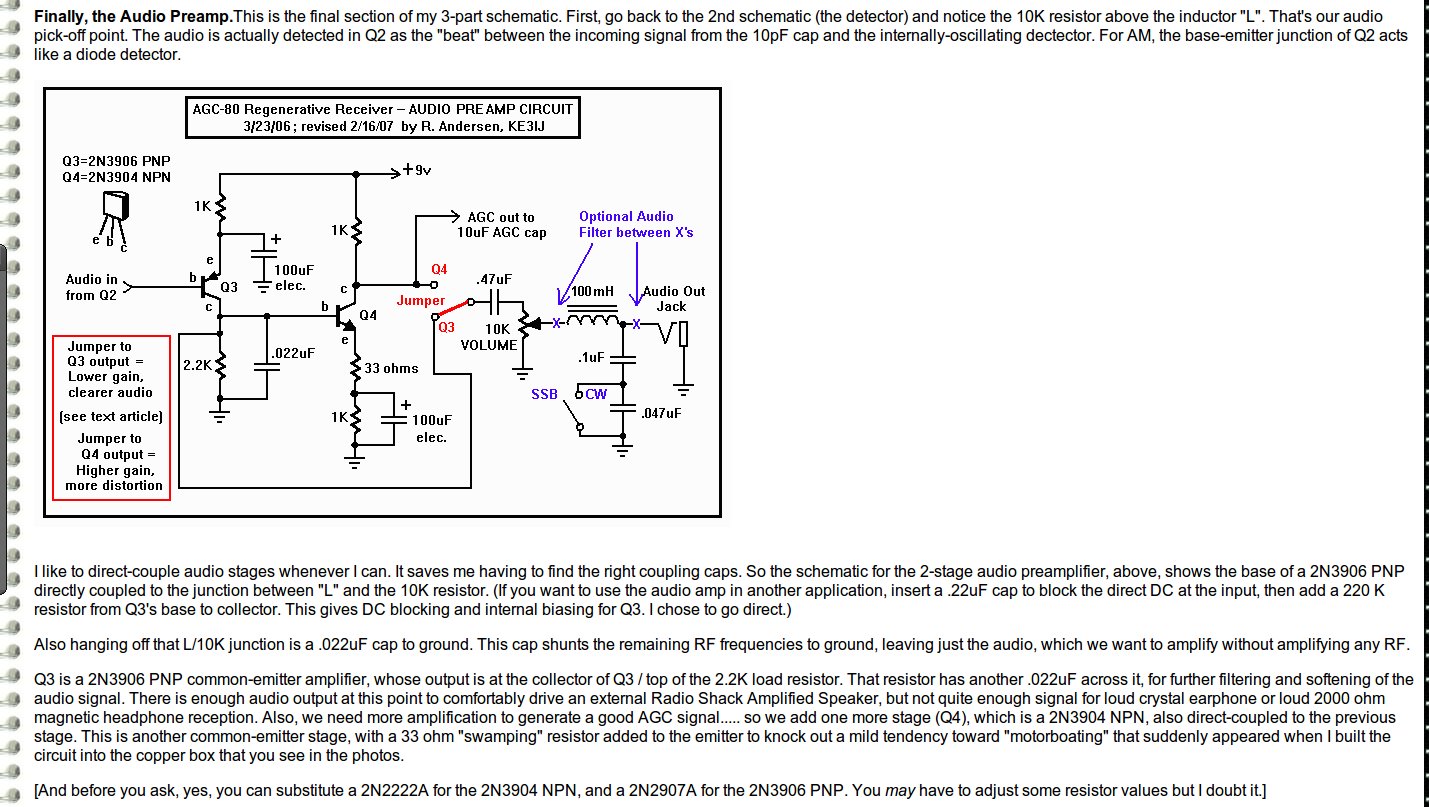 Finally, the Audio Preamp.This is the final section of my 3-part schematic. First, go back to the 2nd schematic (the detector) and notice the 10K resistor above the inductor "L". That's our audio
pick-off point. The audio is actually detected in Q2 as the "beat" between the incoming signal from the 10pF cap and the internally-oscillating dectector. For AM, the base-emitter junction of Q2 acts
like a diode detector.
AGC-80 Regenerative Receiver – AUDIO PREAMP CIRCUIT
3/23/06; revised 2/16/07 by R. Andersen, KE3IJ
Q3=2N3906 PNP
Q4=2N3904 NPN
e b c
+9v
1K
1K
+
100uF
elec.
e
b
Q3
c
Audio in
from Q2
AGC out to
10uF AGC cap
Optional Audio
Filter between X's
Q4
Jumper
Q3
.47uF
10K
VOLUME
X
100mH
X
Audio Out
Jack
c
b
Q4
e
2.2K
.022uF
33 ohms
1K
+
100uF
elec.
.1uF
SSB
CW
.047uF
Jumper to
Q3 output =
Lower gain,
clearer audio
(see text article)
Jumper to
Q4 output =
Higher gain,
more distortion
I like to direct-couple audio stages whenever I can. It saves me having to find the right coupling caps. So the schematic for the 2-stage audio preamplifier, above, shows the base of a 2N3906 PNP
directly coupled to the junction between "L" and the 10K resistor. (If you want to use the audio amp in another application, insert a .22uF cap to block the direct DC at the input, then add a 220 K
resistor from Q3's base to collector. This gives DC blocking and internal biasing for Q3. I chose to go direct.)
Also hanging off that L/10K junction is a .022uF cap to ground. This cap shunts the remaining RF frequencies to ground, leaving just the audio, which we want to amplify without amplifying any RF.
Q3 is a 2N3906 PNP common-emitter amplifier, whose output is at the collector of Q3 / top of the 2.2K load resistor. That resistor has another .022uF across it, for further filtering and softening of the
audio signal. There is enough audio output at this point to comfortably drive an external Radio Shack Amplified Speaker, but not quite enough signal for loud crystal earphone or loud 2000 ohm
magnetic headphone reception. Also, we need more amplification to generate a good AGC signal..... so we add one more stage (Q4), which is a 2N3904 NPN, also direct-coupled to the previous
stage. This is another common-emitter stage, with a 33 ohm "swamping" resistor added to the emitter to knock out a mild tendency toward "motorboating" that suddenly appeared when I built the
circuit into the copper box that you see in the photos.
[And before you ask, yes, you can substitute a 2N2222A for the 2N3904 NPN, and a 2N2907A for the 2N3906 PNP. You may have to adjust some resistor values but I doubt it.]